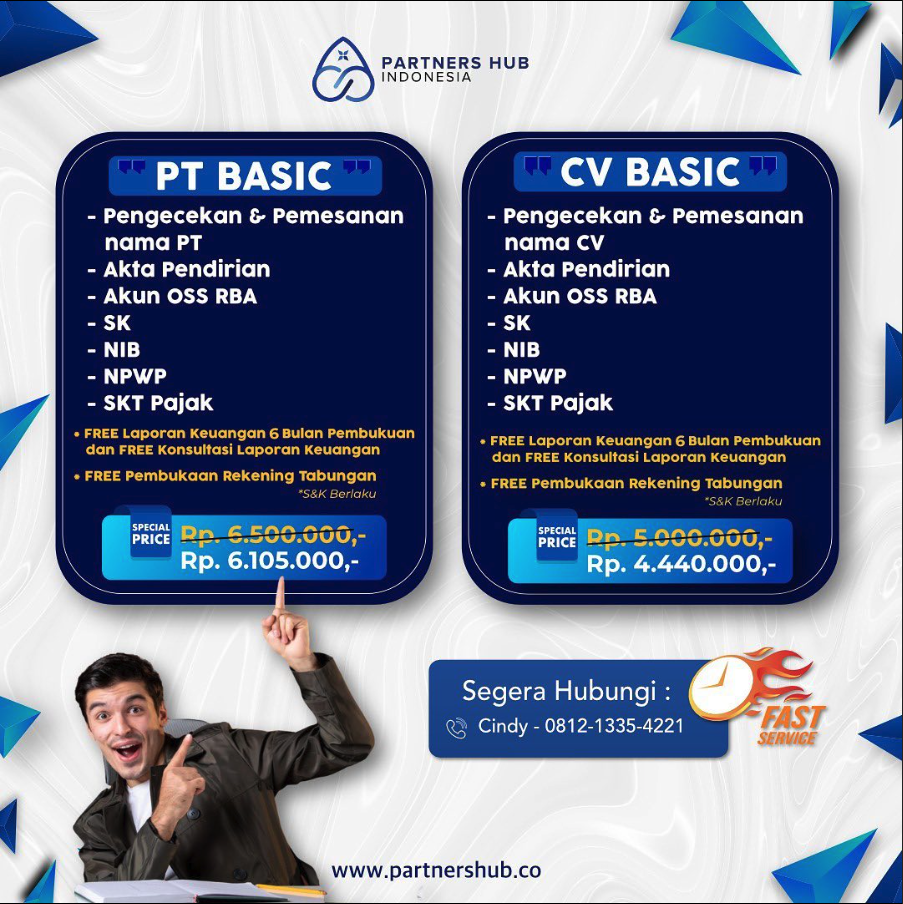 PARTNERS HUB
INDONESIA
PT BASIC
- Pengecekan & Pemesanan
nama PT
- Akta Pendirian
- Akun OSS RBA
- SK
- NIB
- NPWP
- SKT Pajak
• FREE Laporan Keuangan 6 Bulan Pembukuan
dan FREE Konsultasi Laporan Keuangan
• FREE Pembukaan Rekening Tabungan
*S&K Berlaku
SPECIAL
PRICE
Rp. 6.500.000,-
Rp. 6.105.000,-
CV BASIC
- Pengecekan & Pemesanan
nama CV
- Akta Pendirian
- Akun OSS RBA
- SK
- NIB
- NPWP
- SKT Pajak
• FREE Laporan Keuangan 6 Bulan Pembukuan
dan FREE Konsultasi Laporan Keuangan
• FREE Pembukaan Rekening Tabungan
*S&K Berlaku
SPECIAL
PRICE
Rp. 5.000.000,-
Rp. 4.440.000,-
Segera Hubungi :
Cindy - 0812-1335-4221
FAST
SERVICE
www.partnershub.co